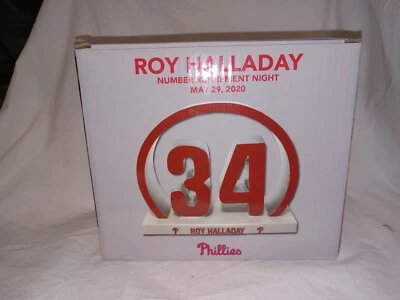 ROY HALLADAY
NUMBER RETIREMENT NIGHT
MAY 29, 2020
34
P ROY HALLADAY P
Phillies